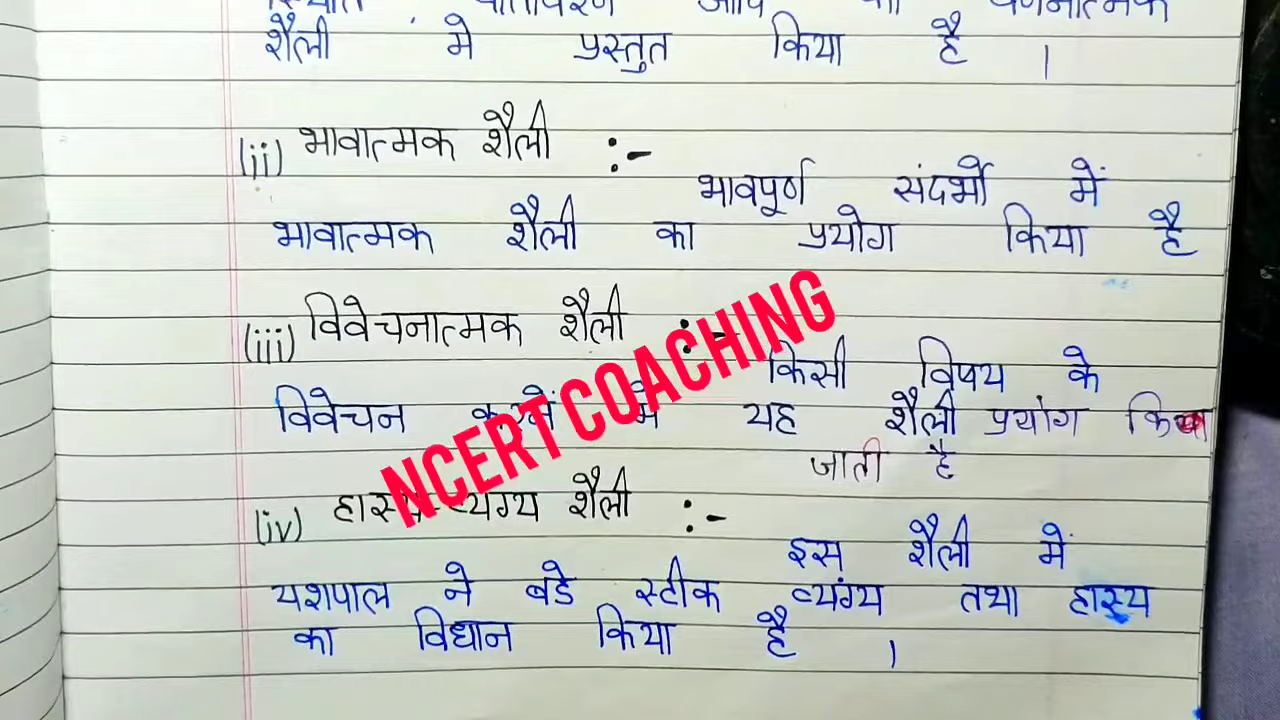 शैली में प्रस्तुत किया है ।
(ii) भावात्मक शैली :-
भावपूर्ण संदर्भो में
भावात्मक शैली का प्रयोग किया है
(iii) विवेचनात्मक शैली :-
किसी विषय के
विवेचन करने में यह शैली प्रयोग किया
जाती है
(iv) हास्य-व्यंग्य शैली :-
इस शैली में
यशपाल ने बडे स्टीक व्यंग्य तथा हास्य
का विधान किया है ।
NCERT COACHING